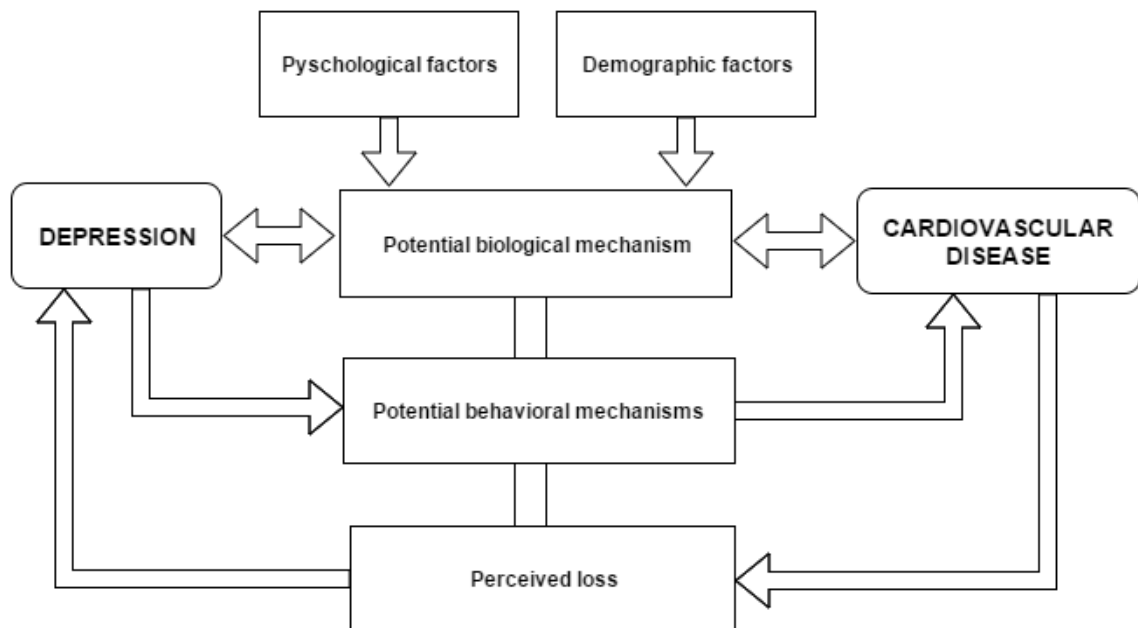 Pyschological factors
Demographic factors
DEPRESSION
Potential biological mechanism
CARDIOVASCULAR
DISEASE
Potential behavioral mechanisms
Perceived loss